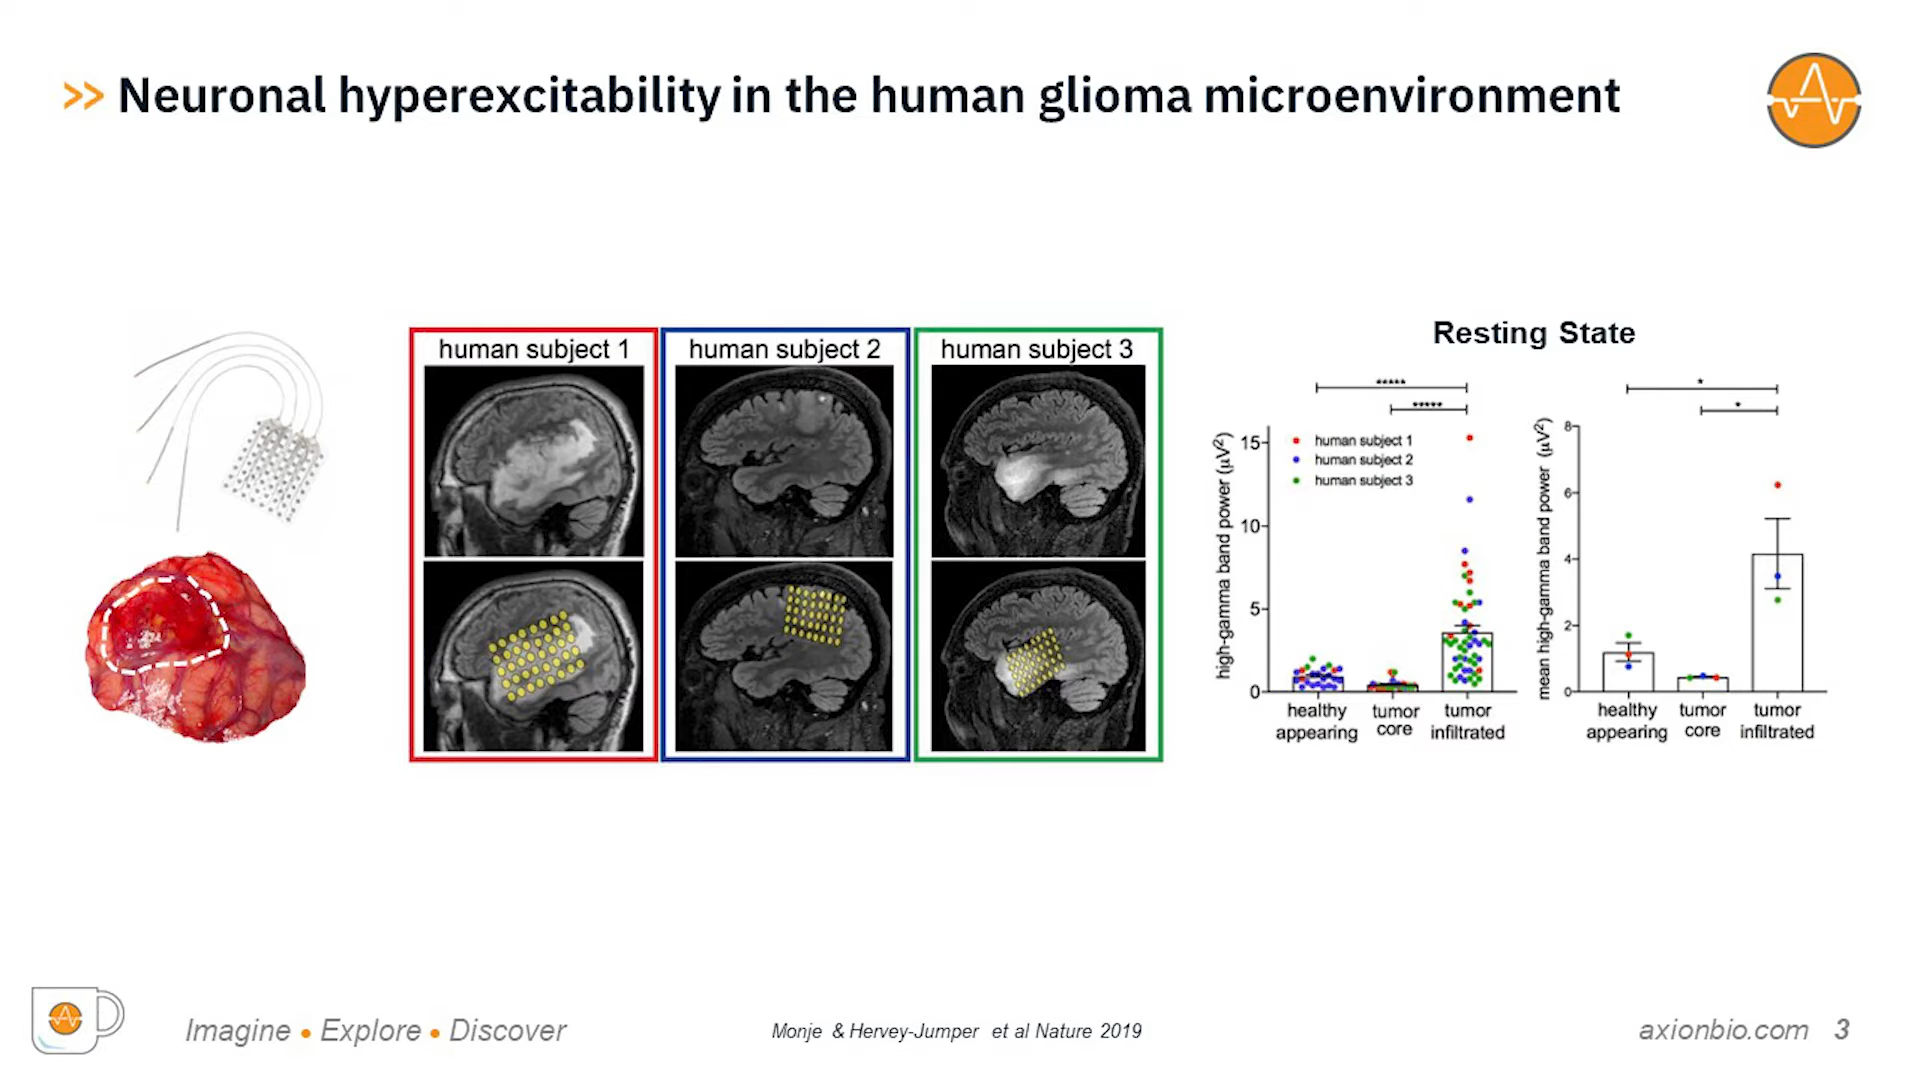 >> Neuronal hyperexcitability in the human glioma microenvironment
human subject 1
human subject 2
human subject 3
Resting State
*****
*****
high-gamma band power (μV²)
15
10
5
0
human subject 1
human subject 2
human subject 3
healthy appearing
tumor core
tumor infiltrated
*
*
mean high-gamma band power (μV²)
8
6
4
2
0
healthy appearing
tumor core
tumor infiltrated
Imagine • Explore • Discover
Monje & Hervey-Jumper et al Nature 2019
axionbio.com 3